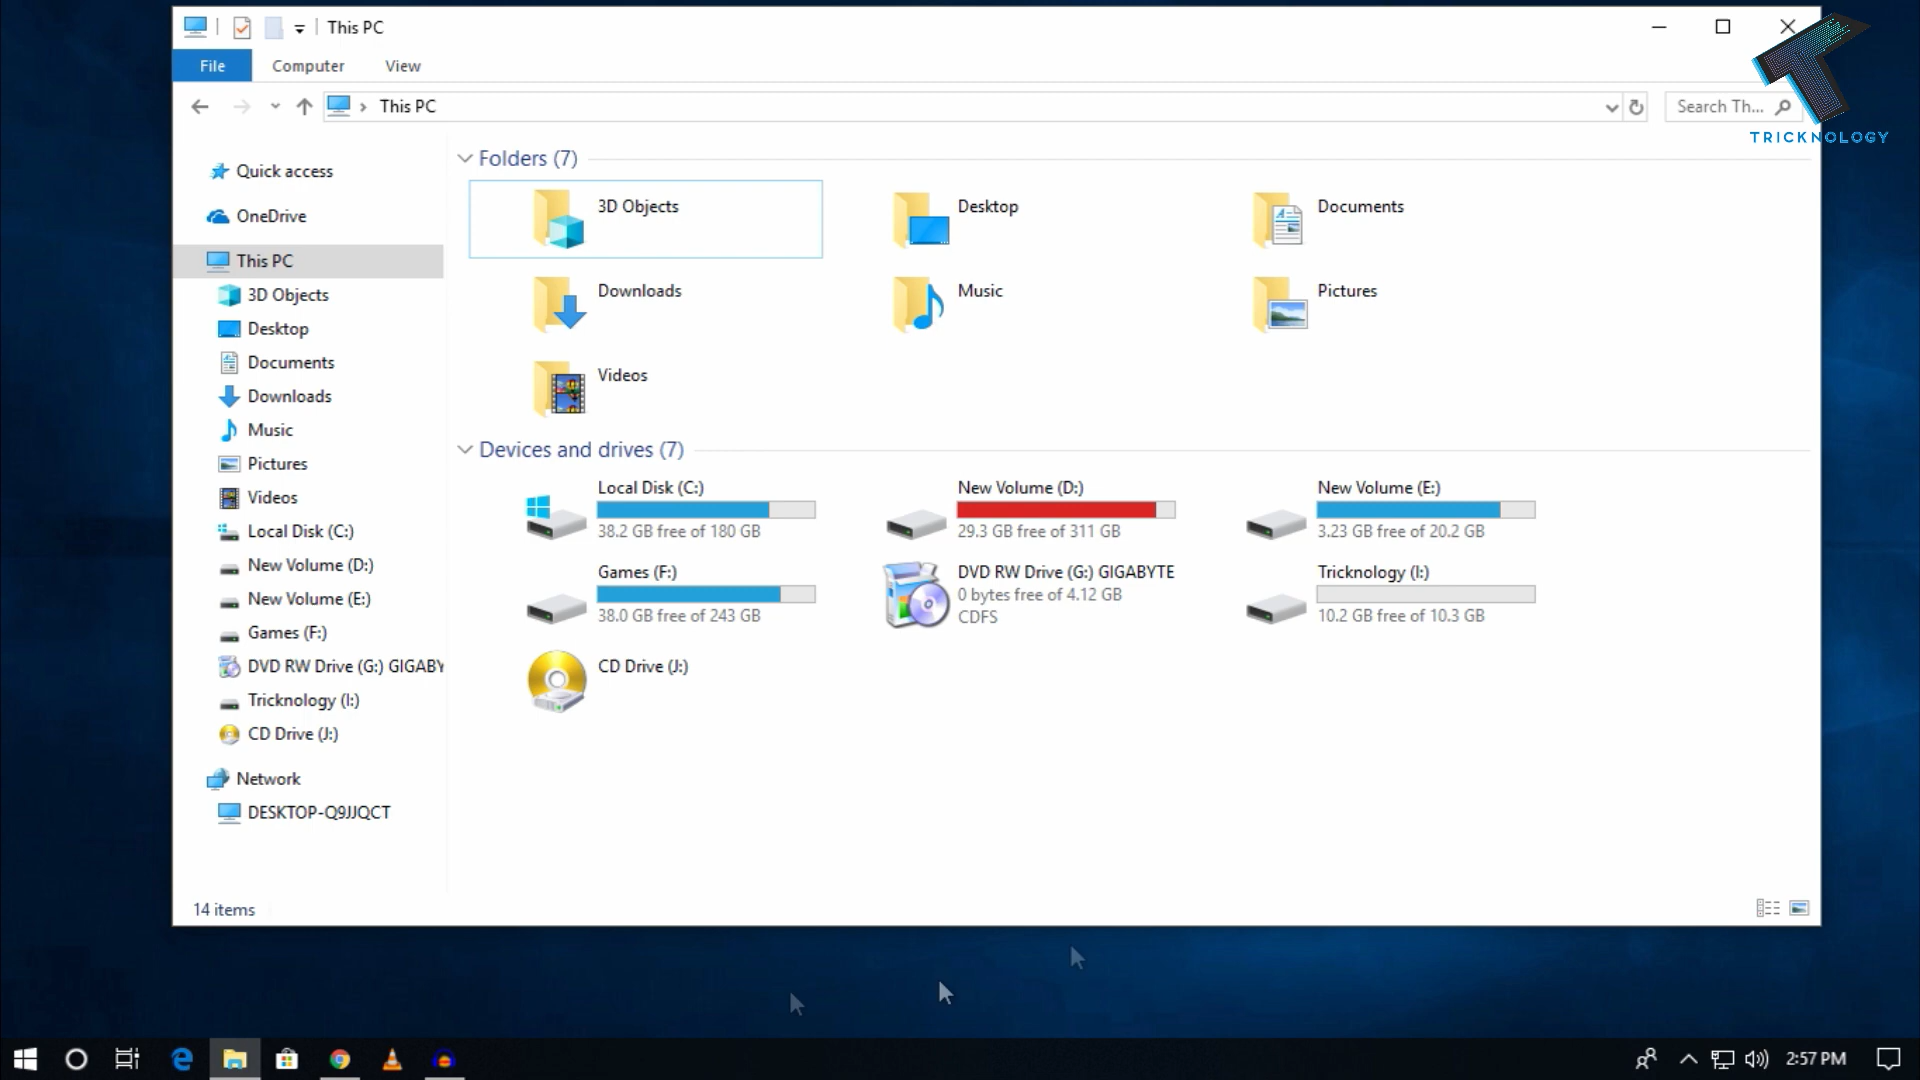 This PC
File Computer View
This PC
Search Th...
TRICKNOLOGY
Quick access
OneDrive
This PC
3D Objects
Desktop
Documents
Downloads
Music
Pictures
Videos
Local Disk (C:)
New Volume (D:)
New Volume (E:)
Games (F:)
DVD RW Drive (G:) GIGABY
Tricknology (I:)
CD Drive (J:)
Network
DESKTOP-Q9JJQCT
Folders (7)
3D Objects
Desktop
Documents
Downloads
Music
Pictures
Videos
Devices and drives (7)
Local Disk (C:)
38.2 GB free of 180 GB
New Volume (D:)
29.3 GB free of 311 GB
New Volume (E:)
3.23 GB free of 20.2 GB
Games (F:)
38.0 GB free of 243 GB
DVD RW Drive (G:) GIGABYTE
0 bytes free of 4.12 GB
CDFS
Tricknology (I:)
10.2 GB free of 10.3 GB
CD Drive (J:)
14 items
2:57 PM